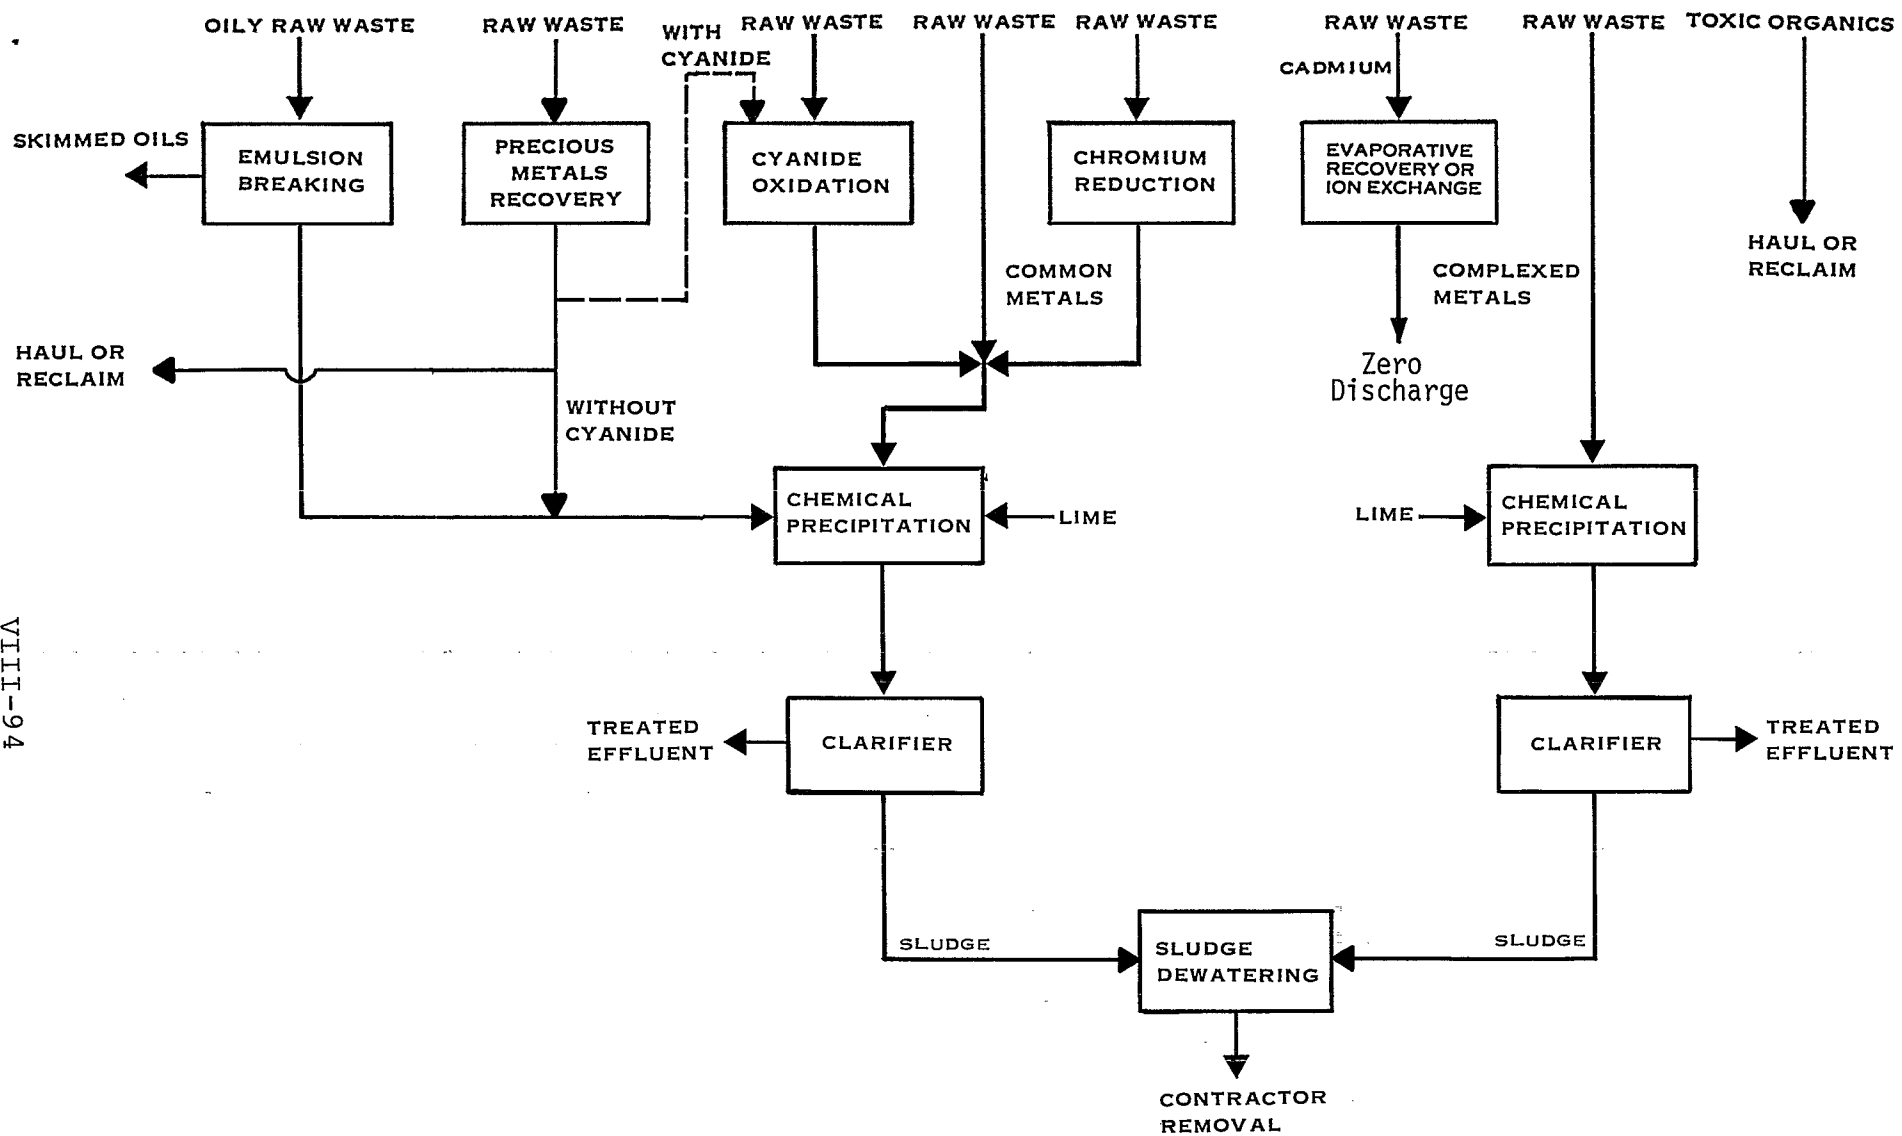 OILY RAW WASTE
RAW WASTE
WITH
CYANIDE
RAW WASTE
RAW WASTE
RAW WASTE
RAW WASTE
CADMIUM
RAW WASTE
TOXIC ORGANICS
SKIMMED OILS
EMULSION
BREAKING
PRECIOUS
METALS
RECOVERY
CYANIDE
OXIDATION
CHROMIUM
REDUCTION
EVAPORATIVE
RECOVERY OR
ION EXCHANGE
HAUL OR
RECLAIM
COMMON
METALS
COMPLEXED
METALS
HAUL OR
RECLAIM
Zero
Discharge
WITHOUT
CYANIDE
CHEMICAL
PRECIPITATION
LIME
LIME
CHEMICAL
PRECIPITATION
VIII-94
TREATED
EFFLUENT
CLARIFIER
CLARIFIER
TREATED
EFFLUENT
SLUDGE
SLUDGE
DEWATERING
SLUDGE
CONTRACTOR
REMOVAL